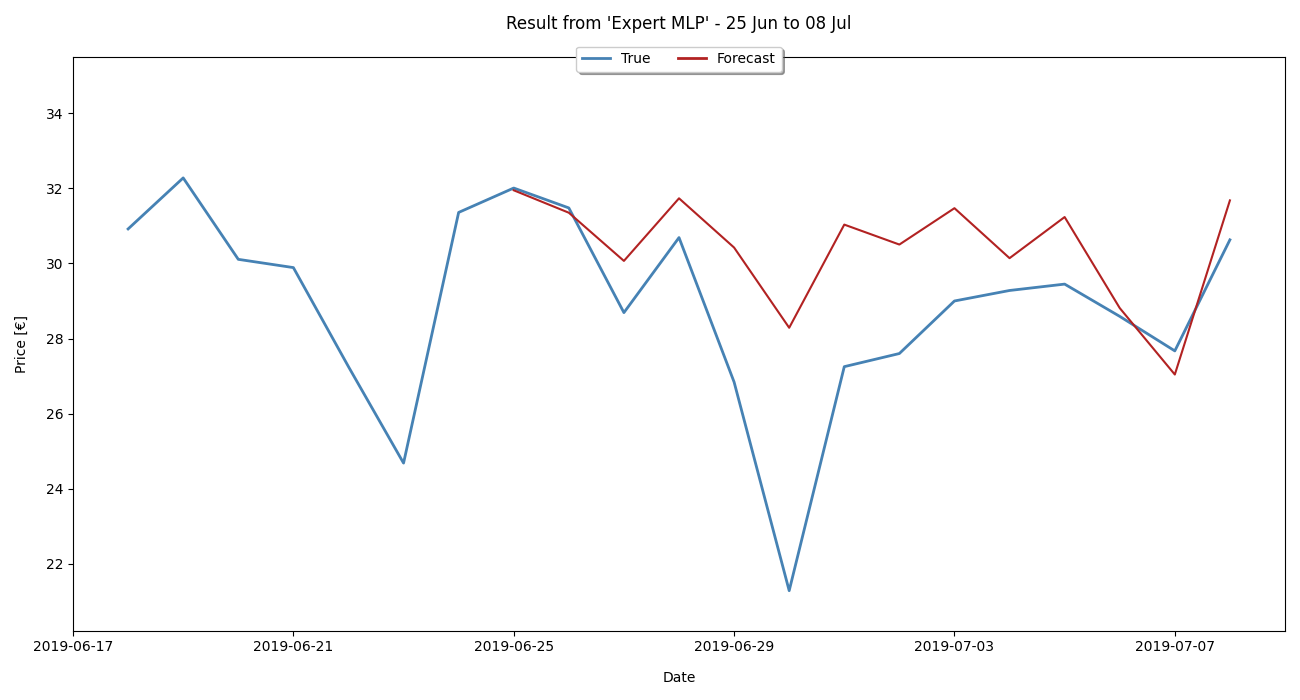 Result from 'Expert MLP' - 25 Jun to 08 Jul
True Forecast
34
32
30
28
26
24
22
Price [€]
2019-06-17 2019-06-21 2019-06-25 2019-06-29 2019-07-03 2019-07-07
Date